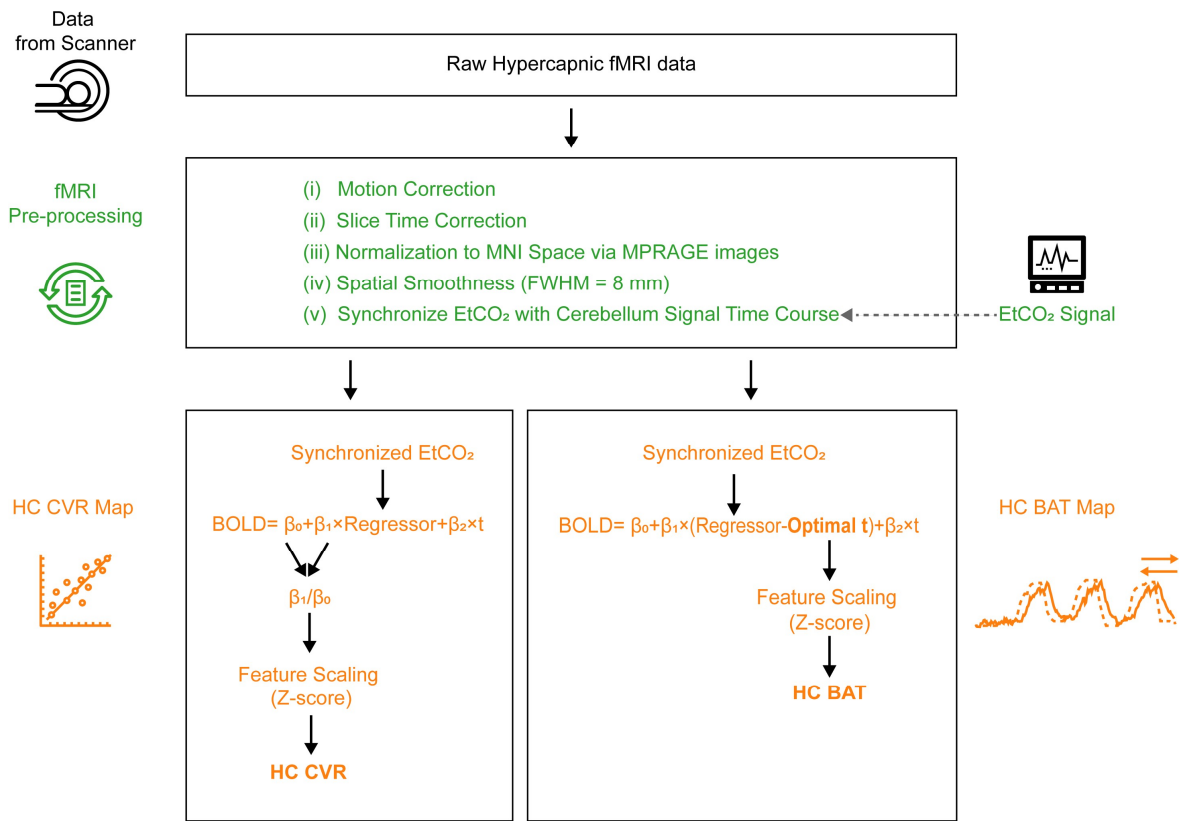 Data
from Scanner
Raw Hypercapnic fMRI data
fMRI
Pre-processing
(i) Motion Correction
(ii) Slice Time Correction
(iii) Normalization to MNI Space via MPRAGE images
(iv) Spatial Smoothness (FWHM = 8 mm)
(v) Synchronize EtCO₂ with Cerebellum Signal Time Course
EtCO₂ Signal
HC CVR Map
Synchronized EtCO₂
BOLD= β₀+β₁×Regressor+β₂×t
β₁/β₀
Feature Scaling
(Z-score)
HC CVR
Synchronized EtCO₂
BOLD= β₀+β₁×(Regressor-Optimal t)+β₂×t
Feature Scaling
(Z-score)
HC BAT
HC BAT Map